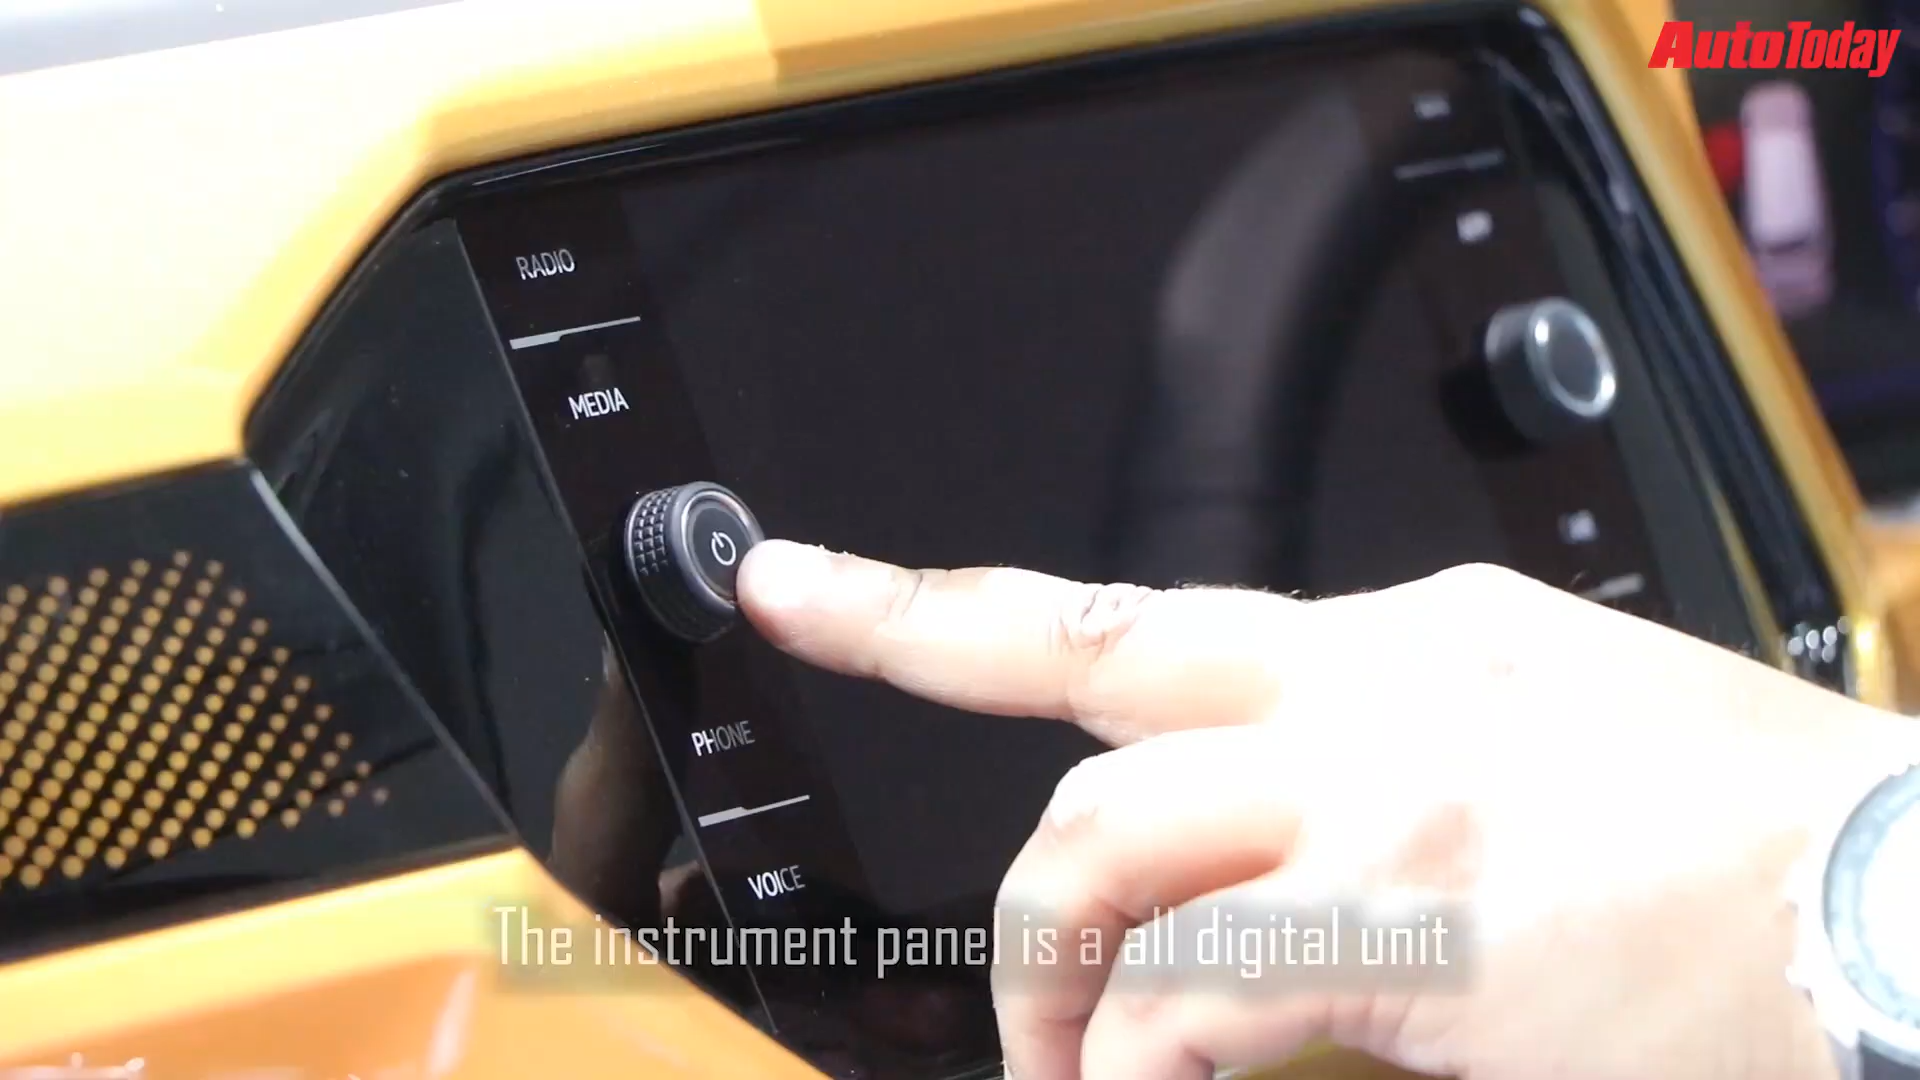 AutoToday
RADIO
MEDIA
PHONE
VOICE
The instrument panel is a all digital unit